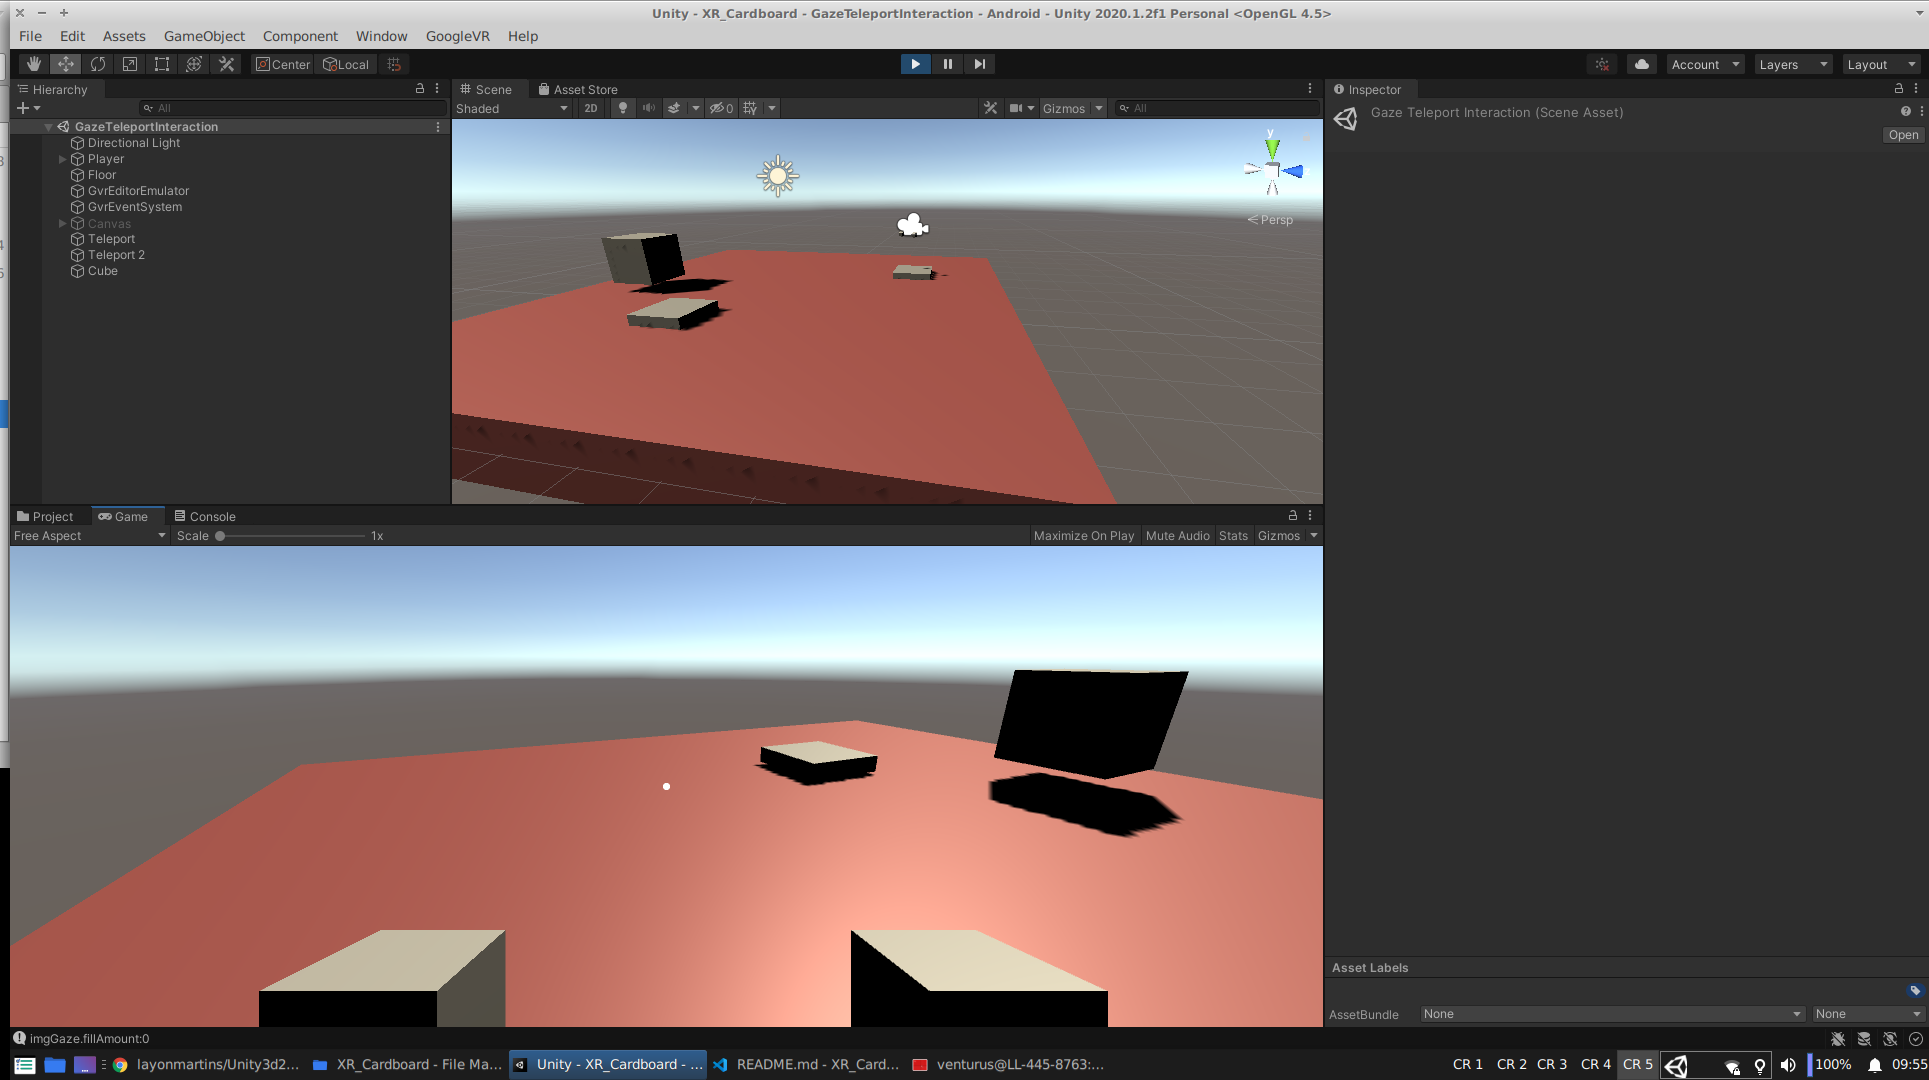 Unity - XR_Cardboard - GazeTeleportInteraction - Android - Unity 2020.1.2f1 Personal <OpenGL 4.5>
File Edit Assets GameObject Component Window GoogleVR Help
Center Local Account Layers Layout
Hierarchy
All
GazeTeleportInteraction
Directional Light
Player
Floor
GvrEditorEmulator
GvrEventSystem
Canvas
Teleport
Teleport 2
Cube
Scene Asset Store
Shaded 2D 0 Gizmos All
y
Persp
Inspector
Gaze Teleport Interaction (Scene Asset)
Open
Project Game Console
Free Aspect Scale 1x Maximize On Play Mute Audio Stats Gizmos
Asset Labels
AssetBundle None None
imgGaze.fillAmount:0
layonmartins/Unity3d2... XR_Cardboard - File Ma... Unity - XR_Cardboard - ... README.md - XR_Card... venturus@LL-445-8763:... CR 1 CR 2 CR 3 CR 4 CR 5 100% 09:55